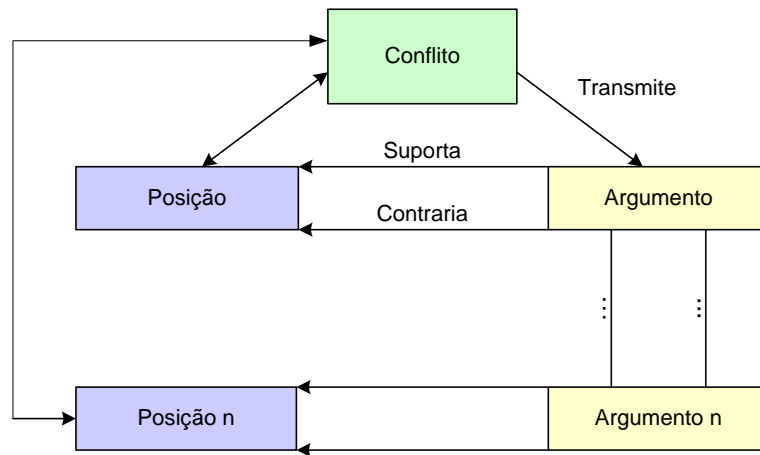 Conflito
Transmite
Suporta
Posição
Argumento
Contraria
...
...
Posição n
Argumento n